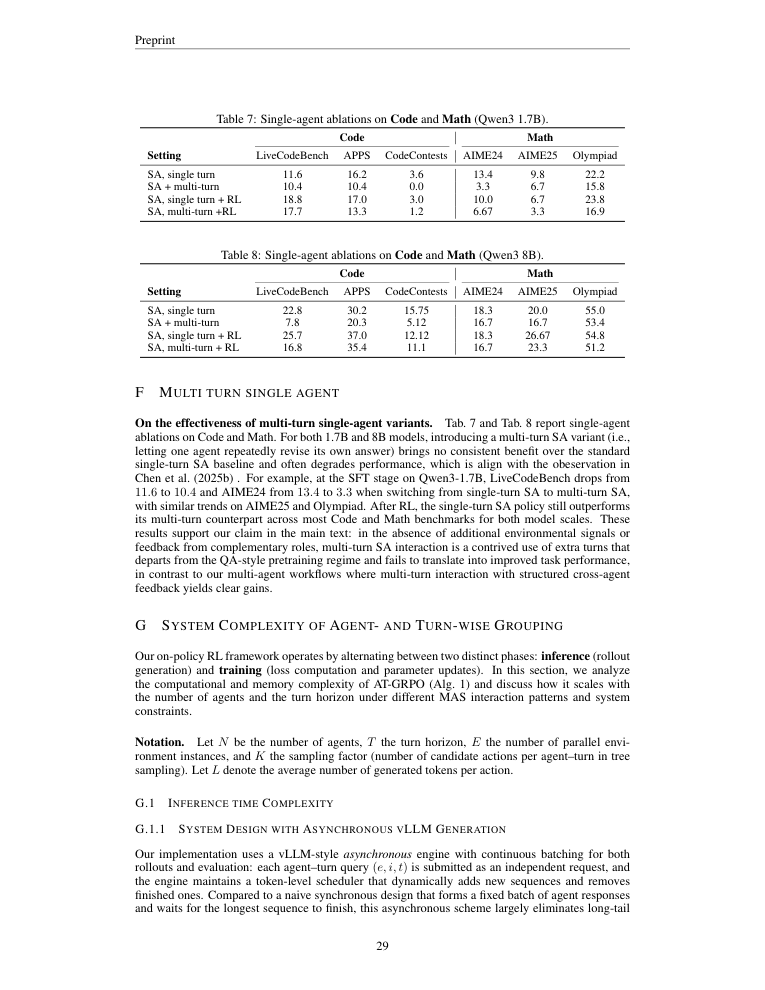 Preprint
Table 7: Single-agent ablations on Code and Math (Qwen3 1.7B).
Code Math
Setting LiveCodeBench APPS CodeContests AIME24 AIME25 Olympiad
SA, single turn 11.6 16.2 3.6 13.4 9.8 22.2
SA + multi-turn 10.4 10.4 0.0 3.3 6.7 15.8
SA, single turn + RL 18.8 17.0 3.0 10.0 6.7 23.8
SA, multi-turn +RL 17.7 13.3 1.2 6.67 3.3 16.9
Table 8: Single-agent ablations on Code and Math (Qwen3 8B).
Code Math
Setting LiveCodeBench APPS CodeContests AIME24 AIME25 Olympiad
SA, single turn 22.8 30.2 15.75 18.3 20.0 55.0
SA + multi-turn 7.8 20.3 5.12 16.7 16.7 53.4
SA, single turn + RL 25.7 37.0 12.12 18.3 26.67 54.8
SA, multi-turn + RL 16.8 35.4 11.1 16.7 23.3 51.2
F MULTI TURN SINGLE AGENT
On the effectiveness of multi-turn single-agent variants. Tab. 7 and Tab. 8 report single-agent
ablations on Code and Math. For both 1.7B and 8B models, introducing a multi-turn SA variant (i.e.,
letting one agent repeatedly revise its own answer) brings no consistent benefit over the standard
single-turn SA baseline and often degrades performance, which is align with the obeservation in
Chen et al. (2025b) . For example, at the SFT stage on Qwen3-1.7B, LiveCodeBench drops from
11.6 to 10.4 and AIME24 from 13.4 to 3.3 when switching from single-turn SA to multi-turn SA,
with similar trends on AIME25 and Olympiad. After RL, the single-turn SA policy still outperforms
its multi-turn counterpart across most Code and Math benchmarks for both model scales. These
results support our claim in the main text: in the absence of additional environmental signals or
feedback from complementary roles, multi-turn SA interaction is a contrived use of extra turns that
departs from the QA-style pretraining regime and fails to translate into improved task performance,
in contrast to our multi-agent workflows where multi-turn interaction with structured cross-agent
feedback yields clear gains.
G SYSTEM COMPLEXITY OF AGENT- AND TURN-WISE GROUPING
Our on-policy RL framework operates by alternating between two distinct phases: inference (rollout
generation) and training (loss computation and parameter updates). In this section, we analyze
the computational and memory complexity of AT-GRPO (Alg. 1) and discuss how it scales with
the number of agents and the turn horizon under different MAS interaction patterns and system
constraints.
Notation. Let N be the number of agents, T the turn horizon, E the number of parallel envi-
ronment instances, and K the sampling factor (number of candidate actions per agent–turn in tree
sampling). Let L denote the average number of generated tokens per action.
G.1 INFERENCE TIME COMPLEXITY
G.1.1 SYSTEM DESIGN WITH ASYNCHRONOUS VLLM GENERATION
Our implementation uses a vLLM-style asynchronous engine with continuous batching for both
rollouts and evaluation: each agent–turn query (e, i, t) is submitted as an independent request, and
the engine maintains a token-level scheduler that dynamically adds new sequences and removes
finished ones. Compared to a naive synchronous design that forms a fixed batch of agent responses
and waits for the longest sequence to finish, this asynchronous scheme largely eliminates long-tail
29